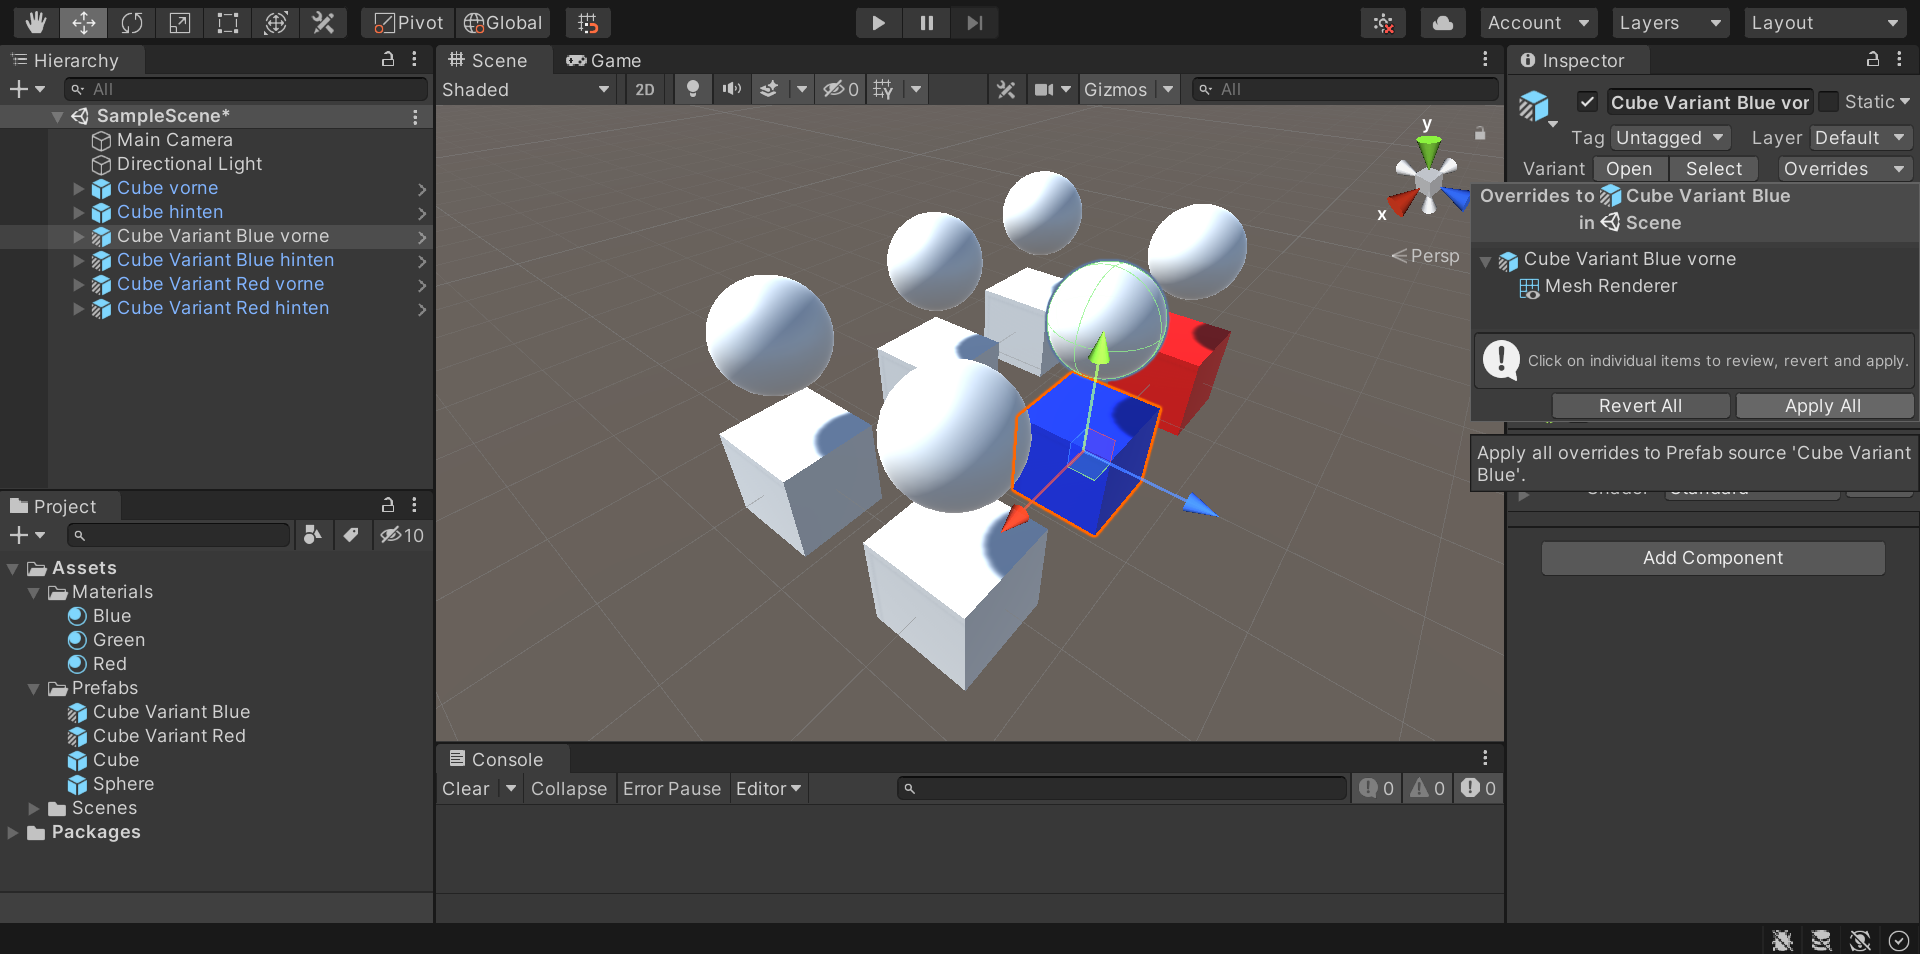 Pivot Global Account Layers Layout
Hierarchy
All
SampleScene*
Main Camera
Directional Light
Cube vorne
Cube hinten
Cube Variant Blue vorne
Cube Variant Blue hinten
Cube Variant Red vorne
Cube Variant Red hinten
Project
10
Assets
Materials
Blue
Green
Red
Prefabs
Cube Variant Blue
Cube Variant Red
Cube
Sphere
Scenes
Packages
Scene Game
Shaded 2D 0 Gizmos All
y
x
Persp
Console
Clear Collapse Error Pause Editor 0 0 0
Inspector
Cube Variant Blue vor Static
Tag Untagged Layer Default
Variant Open Select Overrides
Overrides to Cube Variant Blue
in Scene
Cube Variant Blue vorne
Mesh Renderer
Click on individual items to review, revert and apply.
Revert All Apply All
Apply all overrides to Prefab source 'Cube Variant
Blue'.
Shader Standard
Add Component